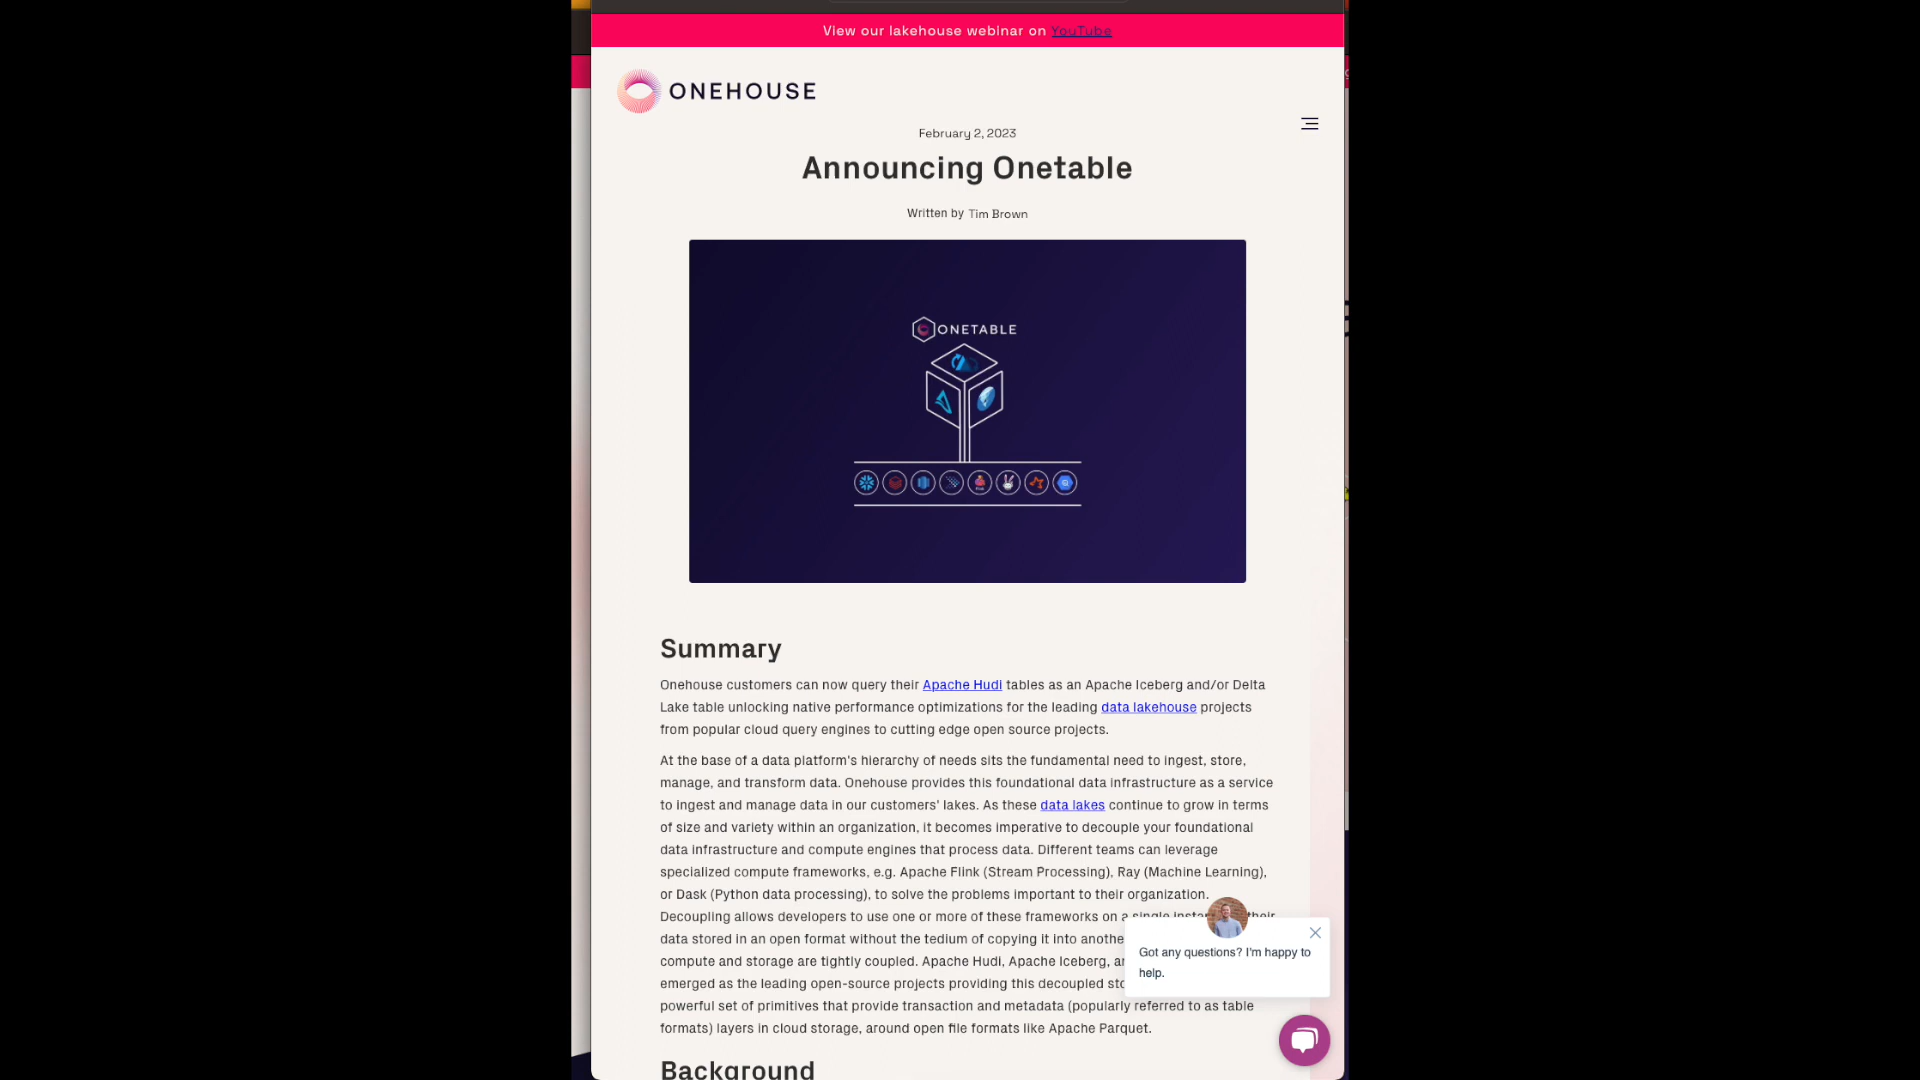 View our lakehouse webinar on YouTube
ONEHOUSE
February 2, 2023
Announcing Onetable
Written by Tim Brown
ONETABLE
Summary
Onehouse customers can now query their Apache Hudi tables as an Apache Iceberg and/or Delta
Lake table unlocking native performance optimizations for the leading data lakehouse projects
from popular cloud query engines to cutting edge open source projects.
At the base of a data platform's hierarchy of needs sits the fundamental need to ingest, store,
manage, and transform data. Onehouse provides this foundational data infrastructure as a service
to ingest and manage data in our customers' lakes. As these data lakes continue to grow in terms
of size and variety within an organization, it becomes imperative to decouple your foundational
data infrastructure and compute engines that process data. Different teams can leverage
specialized compute frameworks, e.g. Apache Flink (Stream Processing), Ray (Machine Learning),
or Dask (Python data processing), to solve the problems important to their organization.
Decoupling allows developers to use one or more of these frameworks on a single their
data stored in an open format without the tedium of copying it into
compute and storage are tightly coupled. Apache Hudi, Apache Iceberg,
emerged as the leading open-source projects providing this decoupled
powerful set of primitives that provide transaction and metadata (popularly referred to as table
formats) layers in cloud storage, around open file formats like Apache Parquet.
Got any questions? I'm happy to
help.
Background